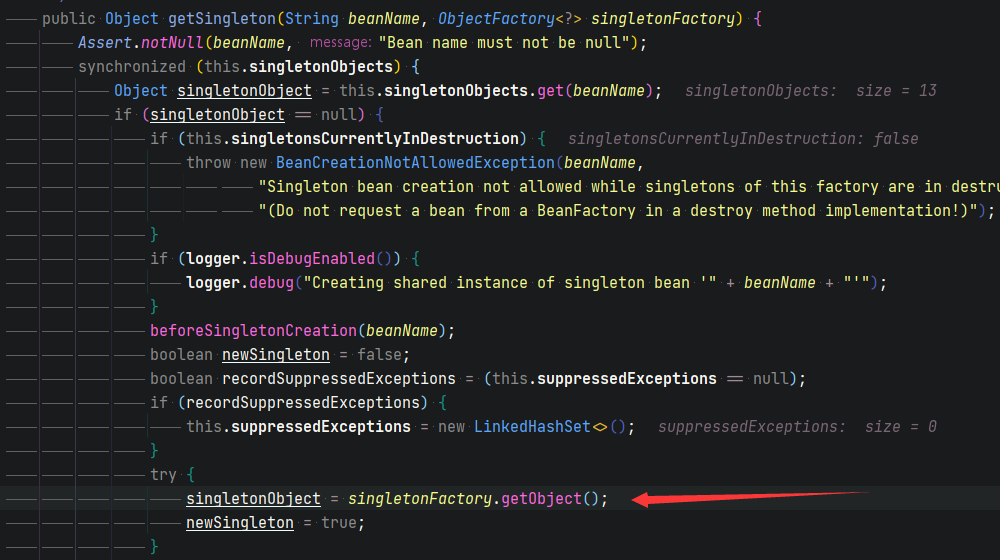 public Object getSingleton(String beanName, ObjectFactory<?> singletonFactory) {
Assert.notNull(beanName, message: "Bean name must not be null");
synchronized (this.singletonObjects) {
Object singletonObject = this.singletonObjects.get(beanName); singletonObjects: size = 13
if (singletonObject == null) {
if (this.singletonsCurrentlyInDestruction) { singletonsCurrentlyInDestruction: false
throw new BeanCreationNotAllowedException(beanName,
"Singleton bean creation not allowed while singletons of this factory are in destru
"(Do not request a bean from a BeanFactory in a destroy method implementation!)");
}
if (logger.isDebugEnabled()) {
logger.debug("Creating shared instance of singleton bean '" + beanName + "'");
}
beforeSingletonCreation(beanName);
boolean newSingleton = false;
boolean recordSuppressedExceptions = (this.suppressedExceptions == null);
if (recordSuppressedExceptions) {
this.suppressedExceptions = new LinkedHashSet<>(); suppressedExceptions: size = 0
}
try {
singletonObject = singletonFactory.getObject();
newSingleton = true;
}